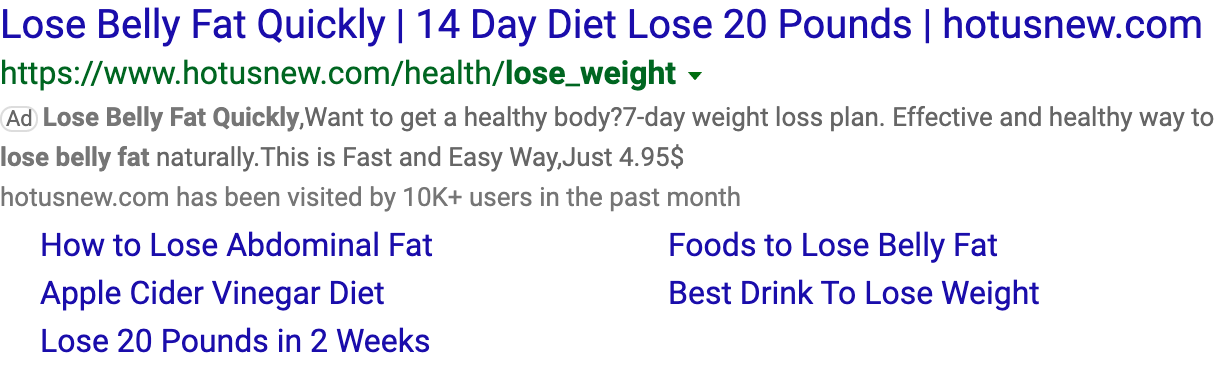 Lose Belly Fat Quickly | 14 Day Diet Lose 20 Pounds | hotusnew.com
https://www.hotusnew.com/health/lose_weight
Ad Lose Belly Fat Quickly,Want to get a healthy body?7-day weight loss plan. Effective and healthy way to
lose belly fat naturally.This is Fast and Easy Way,Just 4.95$
hotusnew.com has been visited by 10K+ users in the past month
How to Lose Abdominal Fat
Foods to Lose Belly Fat
Apple Cider Vinegar Diet
Best Drink To Lose Weight
Lose 20 Pounds in 2 Weeks